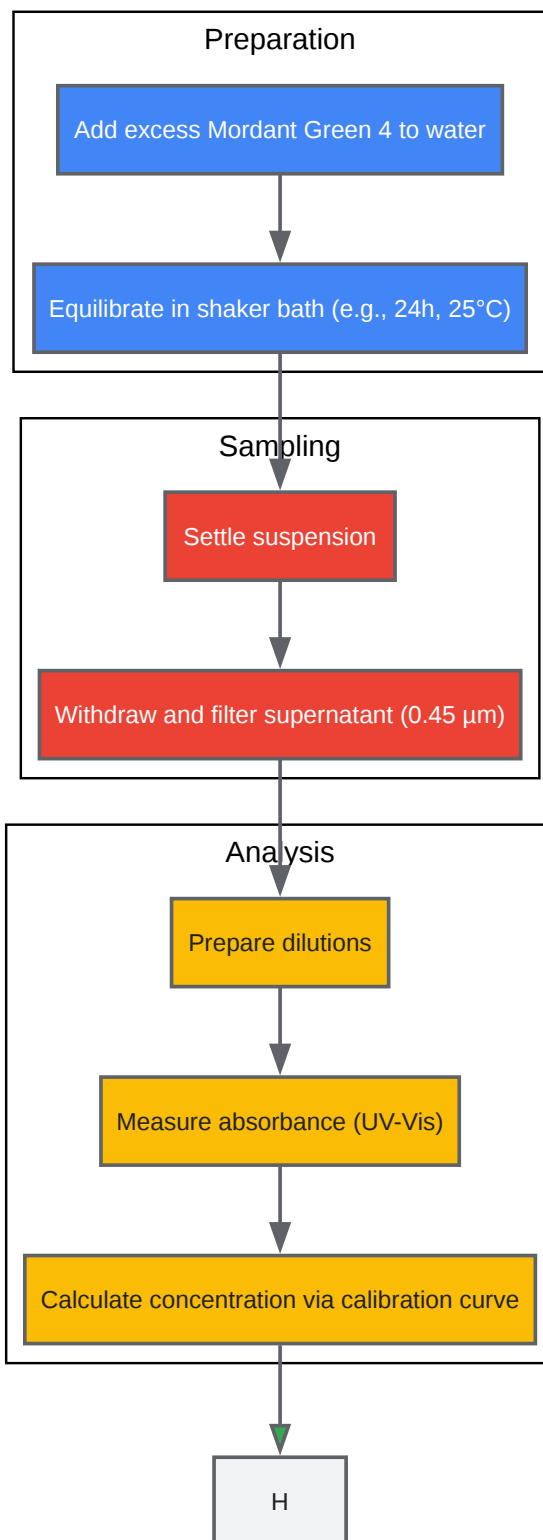 Preparation
Add excess Mordant Green 4 to water
Equilibrate in shaker bath (e.g., 24h, 25°C)
Sampling
Settle suspension
Withdraw and filter supernatant (0.45 µm)
Analysis
Prepare dilutions
Measure absorbance (UV-Vis)
Calculate concentration via calibration curve
H